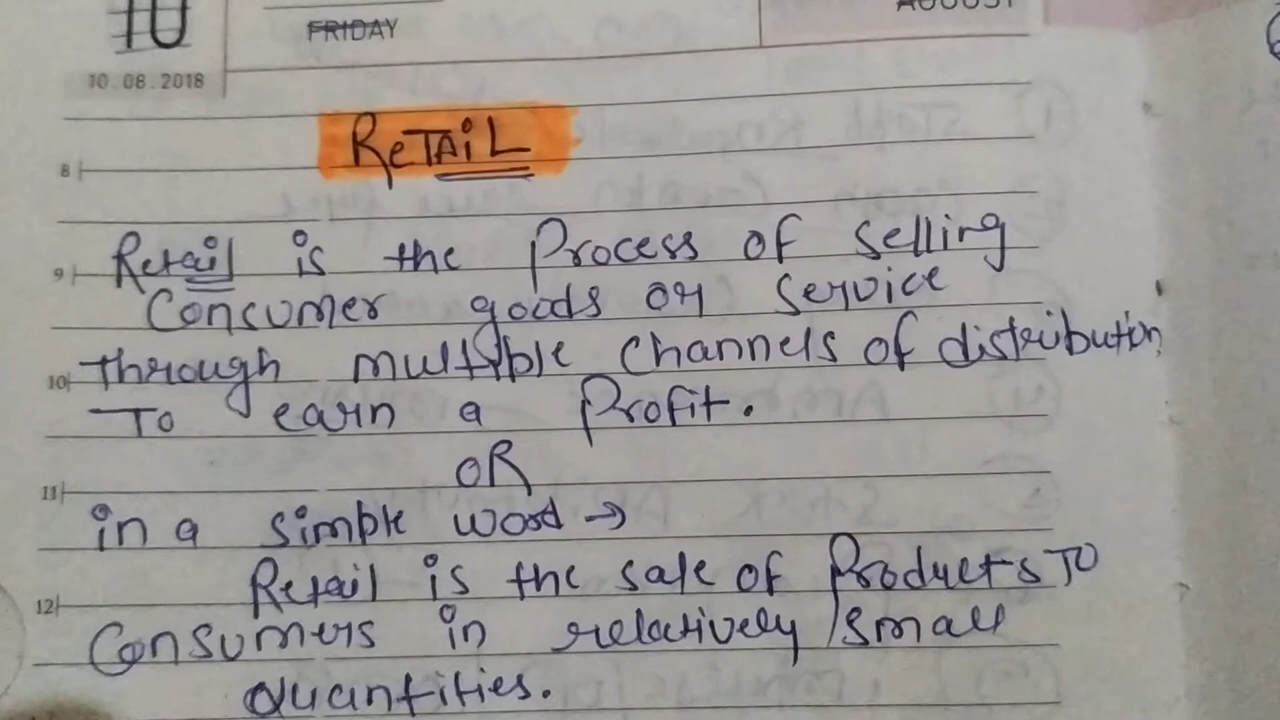 10
FRIDAY
AUGUST
10.08.2018
ReTAiL
8
Retail is the Process of selling
9
Consumer goods or service
through multiple Channels of distribution
10
To earn a Profit.
OR
11
in a simple word →
Retail is the sale of Products To
12
Consumers in relatively /small
quantities.